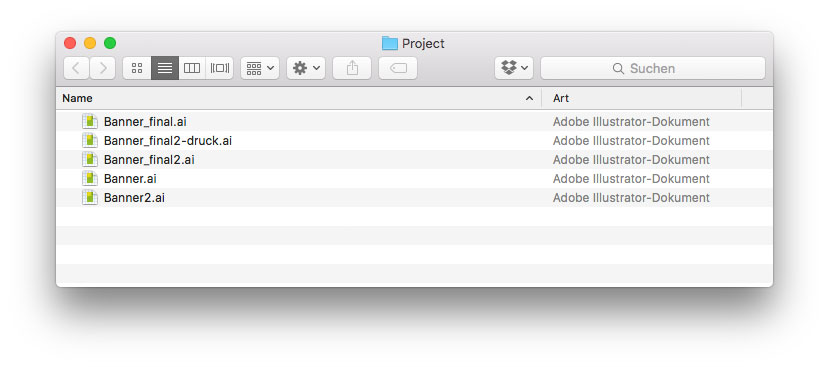 Project
Suchen
Name Art
Banner_final.ai Adobe Illustrator-Dokument
Banner_final2-druck.ai Adobe Illustrator-Dokument
Banner_final2.ai Adobe Illustrator-Dokument
Banner.ai Adobe Illustrator-Dokument
Banner2.ai Adobe Illustrator-Dokument